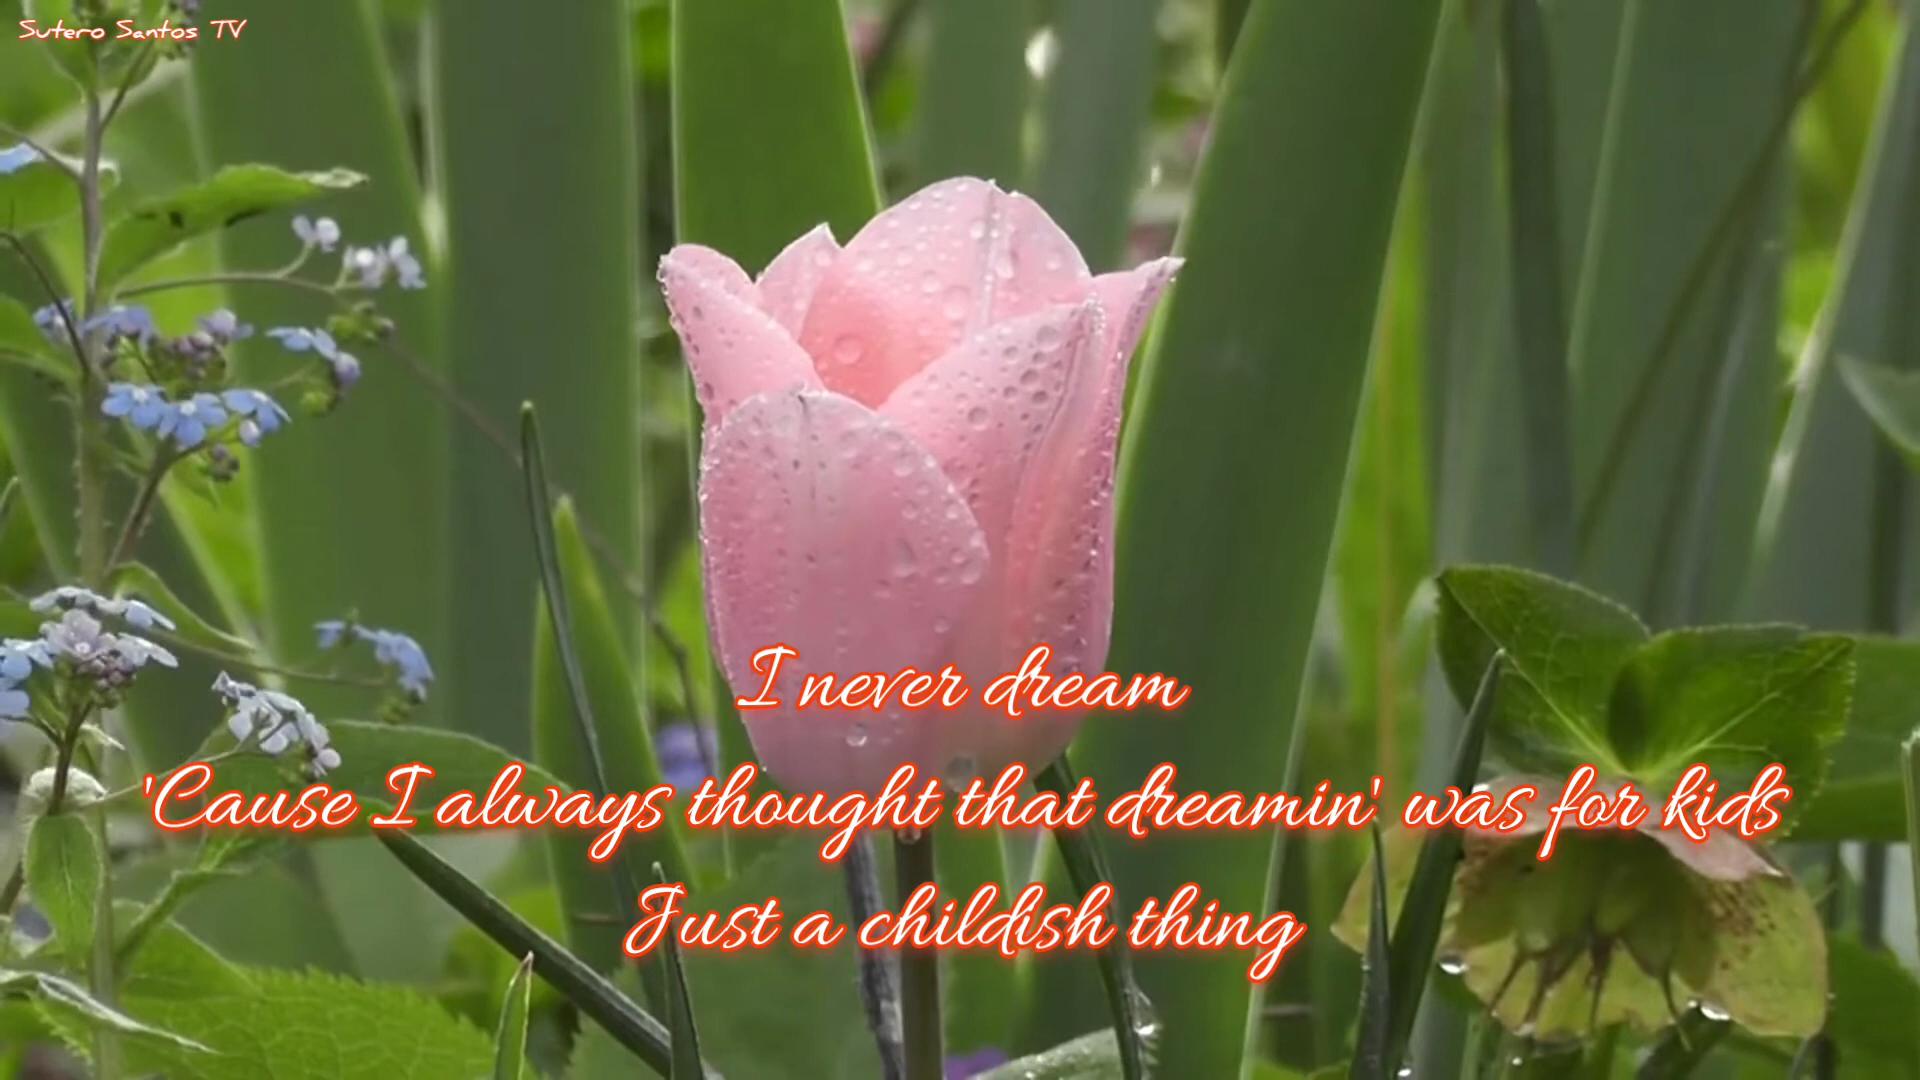 Sutero Santos TV
I never dream
'Cause I always thought that dreamin' was for kids
Just a childish thing